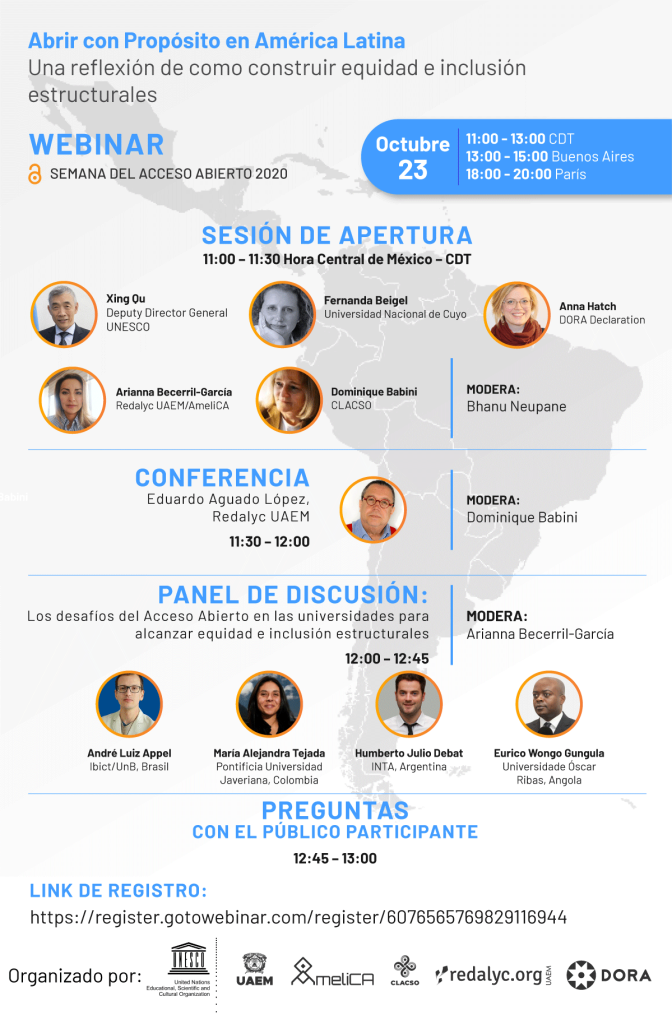 Abrir con Propósito en América Latina
Una reflexión de como construir equidad e inclusión
estructurales
WEBINAR
SEMANA DEL ACCESO ABIERTO 2020
Octubre
23
11:00 - 13:00 CDT
13:00 - 15:00 Buenos Aires
18:00 - 20:00 París
SESIÓN DE APERTURA
11:00 – 11:30 Hora Central de México – CDT
Xing Qu
Deputy Director General
UNESCO
Fernanda Beigel
Universidad Nacional de Cuyo
Anna Hatch
DORA Declaration
Arianna Becerril-García
Redalyc UAEM/AmeliCA
Dominique Babini
CLACSO
MODERA:
Bhanu Neupane
CONFERENCIA
Eduardo Aguado López,
Redalyc UAEM
11:30 – 12:00
MODERA:
Dominique Babini
PANEL DE DISCUSIÓN:
Los desafíos del Acceso Abierto en las universidades para
alcanzar equidad e inclusión estructurales
12:00 – 12:45
MODERA:
Arianna Becerril-García
André Luiz Appel
Ibict/UnB, Brasil
María Alejandra Tejada
Pontificia Universidad
Javeriana, Colombia
Humberto Julio Debat
INTA, Argentina
Eurico Wongo Gungula
Universidade Óscar
Ribas, Angola
PREGUNTAS
CON EL PÚBLICO PARTICIPANTE
12:45 – 13:00
LINK DE REGISTRO:
https://register.gotowebinar.com/register/6076565769829116944
Organizado por:
UNESCO
United Nations
Educational, Scientific and
Cultural Organization
UAEM
AmeliCA
CLACSO
redalyc.org
UAEM
DORA